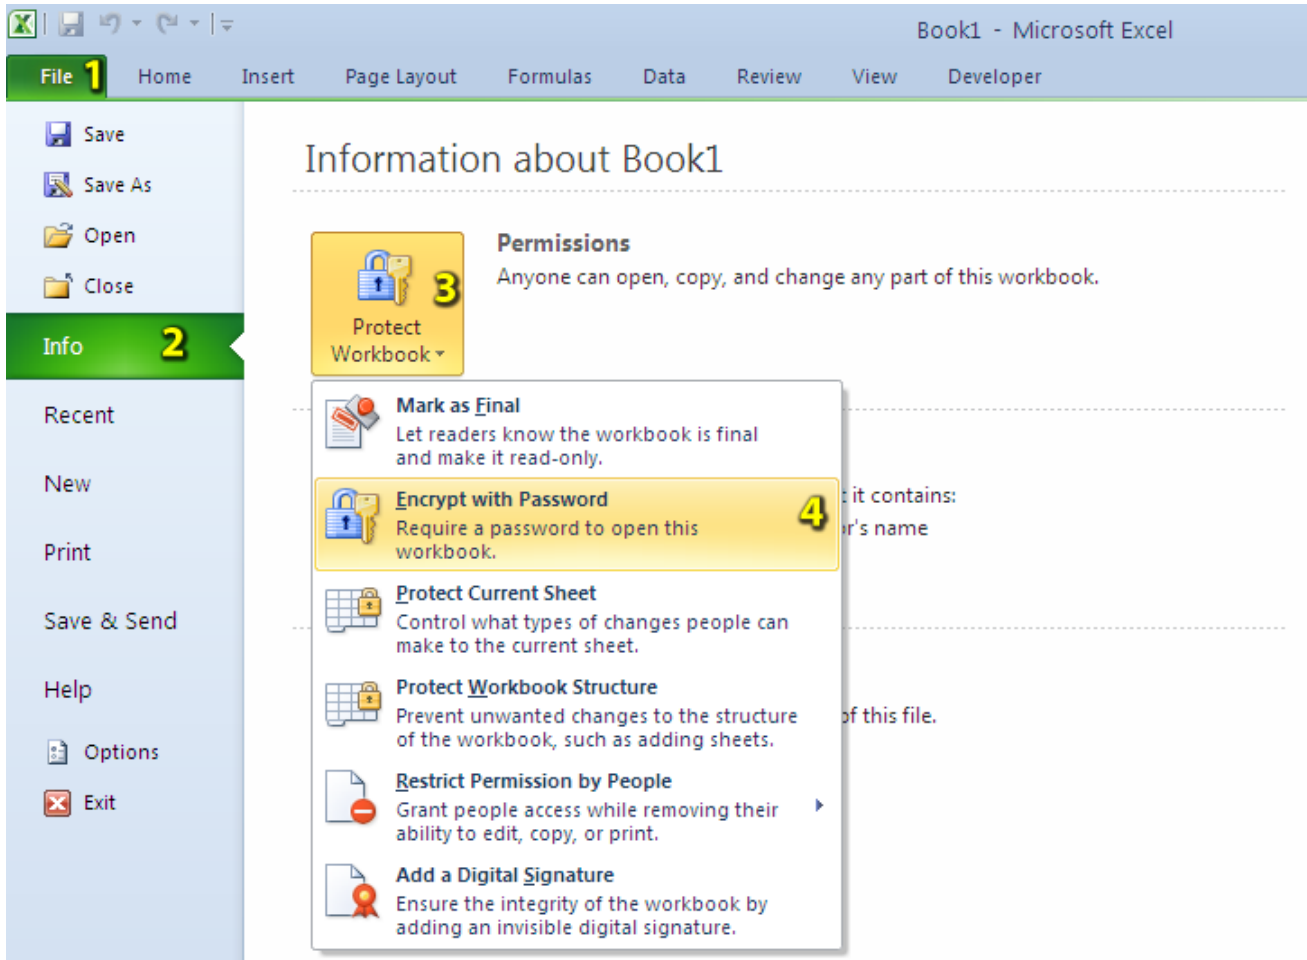 Book1 - Microsoft Excel
File 1 Home Insert Page Layout Formulas Data Review View Developer
Save
Save As
Open
Close
Info 2
Recent
New
Print
Save & Send
Help
Options
Exit
Information about Book1
3
Protect
Workbook
Permissions
Anyone can open, copy, and change any part of this workbook.
Mark as Final
Let readers know the workbook is final
and make it read-only.
Encrypt with Password
Require a password to open this
workbook.
4
Protect Current Sheet
Control what types of changes people can
make to the current sheet.
Protect Workbook Structure
Prevent unwanted changes to the structure
of the workbook, such as adding sheets.
Restrict Permission by People
Grant people access while removing their
ability to edit, copy, or print.
Add a Digital Signature
Ensure the integrity of the workbook by
adding an invisible digital signature.
it contains:
r's name
of this file.